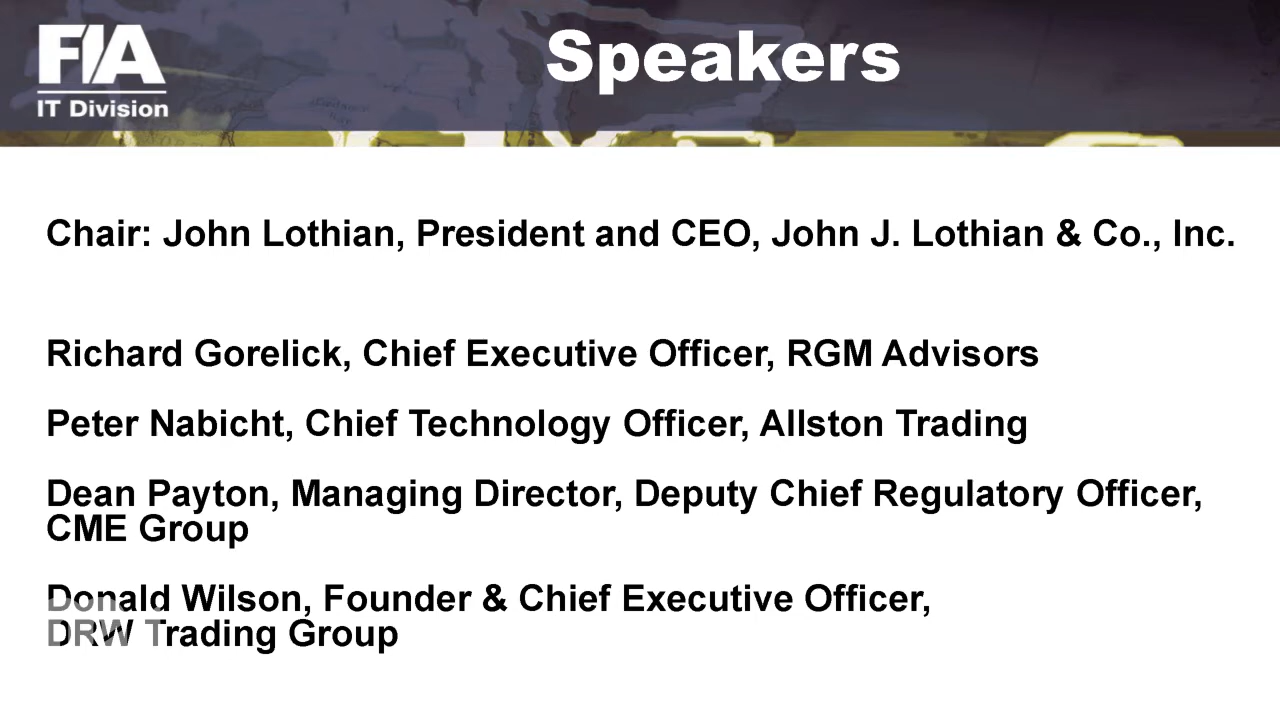 FIA
IT Division
Speakers
Chair: John Lothian, President and CEO, John J. Lothian & Co., Inc.
Richard Gorelick, Chief Executive Officer, RGM Advisors
Peter Nabicht, Chief Technology Officer, Allston Trading
Dean Payton, Managing Director, Deputy Chief Regulatory Officer,
CME Group
Donald Wilson, Founder & Chief Executive Officer,
DRW Trading Group